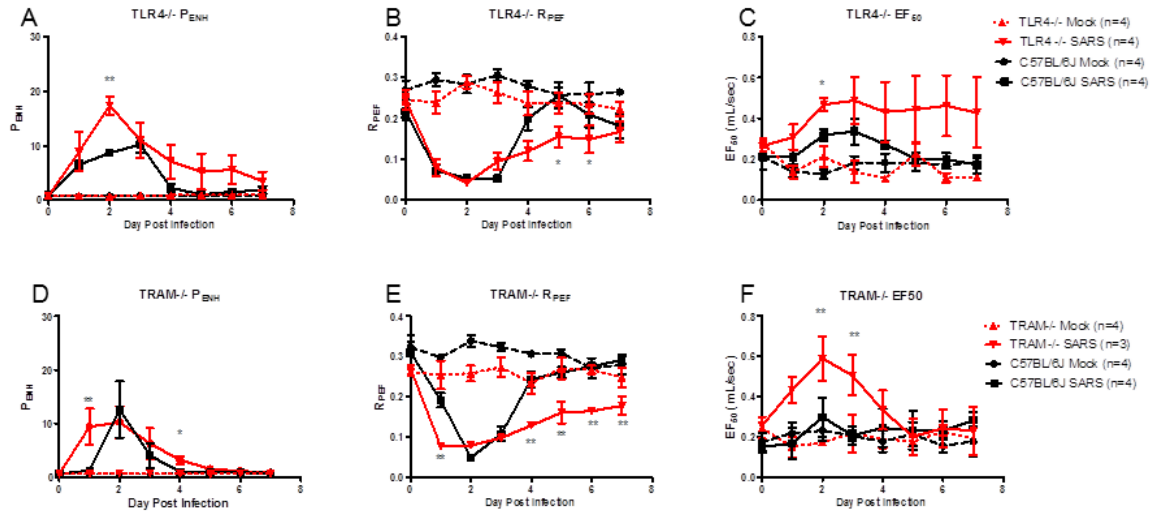 A
TLR4-/- PENH
PENH
30
20
10
0
0 2 4 6 8
Day Post Infection
**
B
TLR4-/- RPEF
RPEF
0.4
0.3
0.2
0.1
0.0
0 2 4 6 8
Day Post Infection
* *
C
TLR4-/- EF50
EF50 (mL/sec)
0.8
0.6
0.4
0.2
0.0
0 2 4 6 8
Day Post Infection
*
TLR4-/- Mock (n=4)
TLR4-/- SARS (n=4)
C57BL/6J Mock (n=4)
C57BL/6J SARS (n=4)
D
TRAM-/- PENH
PENH
30
20
10
0
0 2 4 6 8
Day Post Infection
** *
E
TRAM-/- RPEF
RPEF
0.4
0.3
0.2
0.1
0.0
0 2 4 6 8
Day Post Infection
** ** ** ** **
F
TRAM-/- EF50
EF50 (mL/sec)
0.8
0.6
0.4
0.2
0.0
0 2 4 6 8
Day Post Infection
** **
TRAM-/- Mock (n=4)
TRAM-/- SARS (n=3)
C57BL/6J Mock (n=4)
C57BL/6J SARS (n=4)